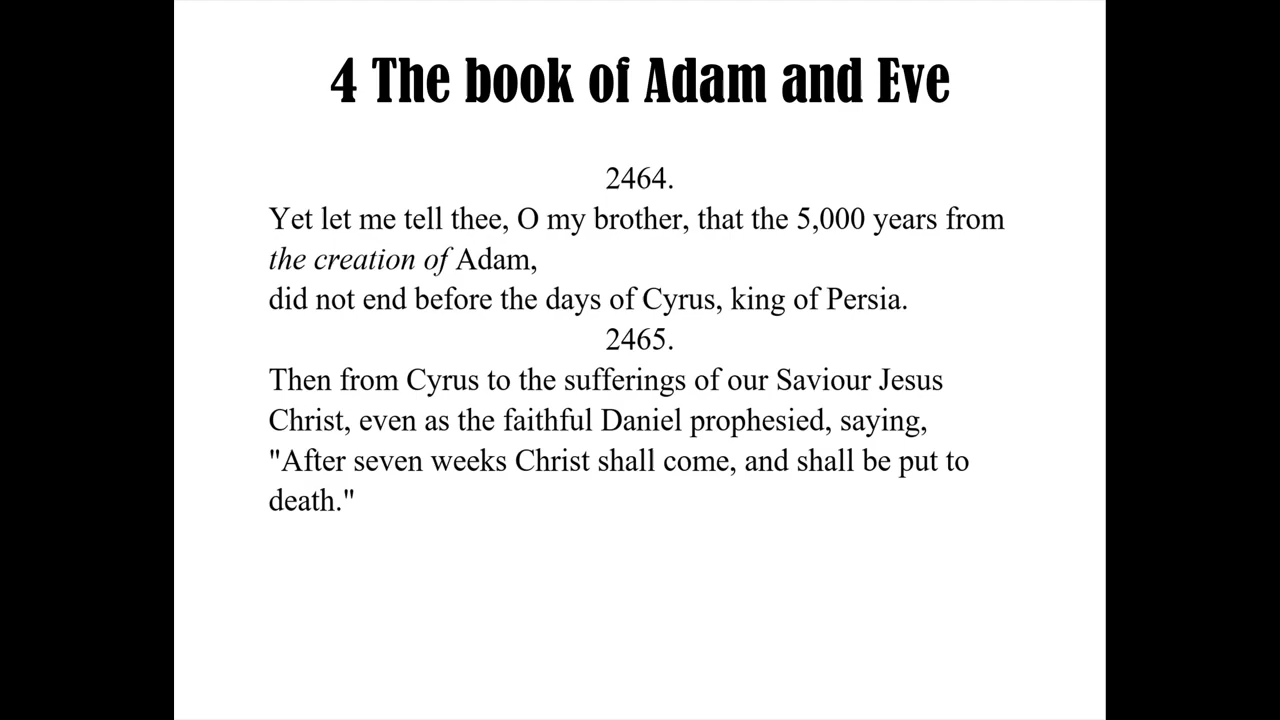 4 The book of Adam and Eve
2464.
Yet let me tell thee, O my brother, that the 5,000 years from
the creation of Adam,
did not end before the days of Cyrus, king of Persia.
2465.
Then from Cyrus to the sufferings of our Saviour Jesus
Christ, even as the faithful Daniel prophesied, saying,
"After seven weeks Christ shall come, and shall be put to
death."